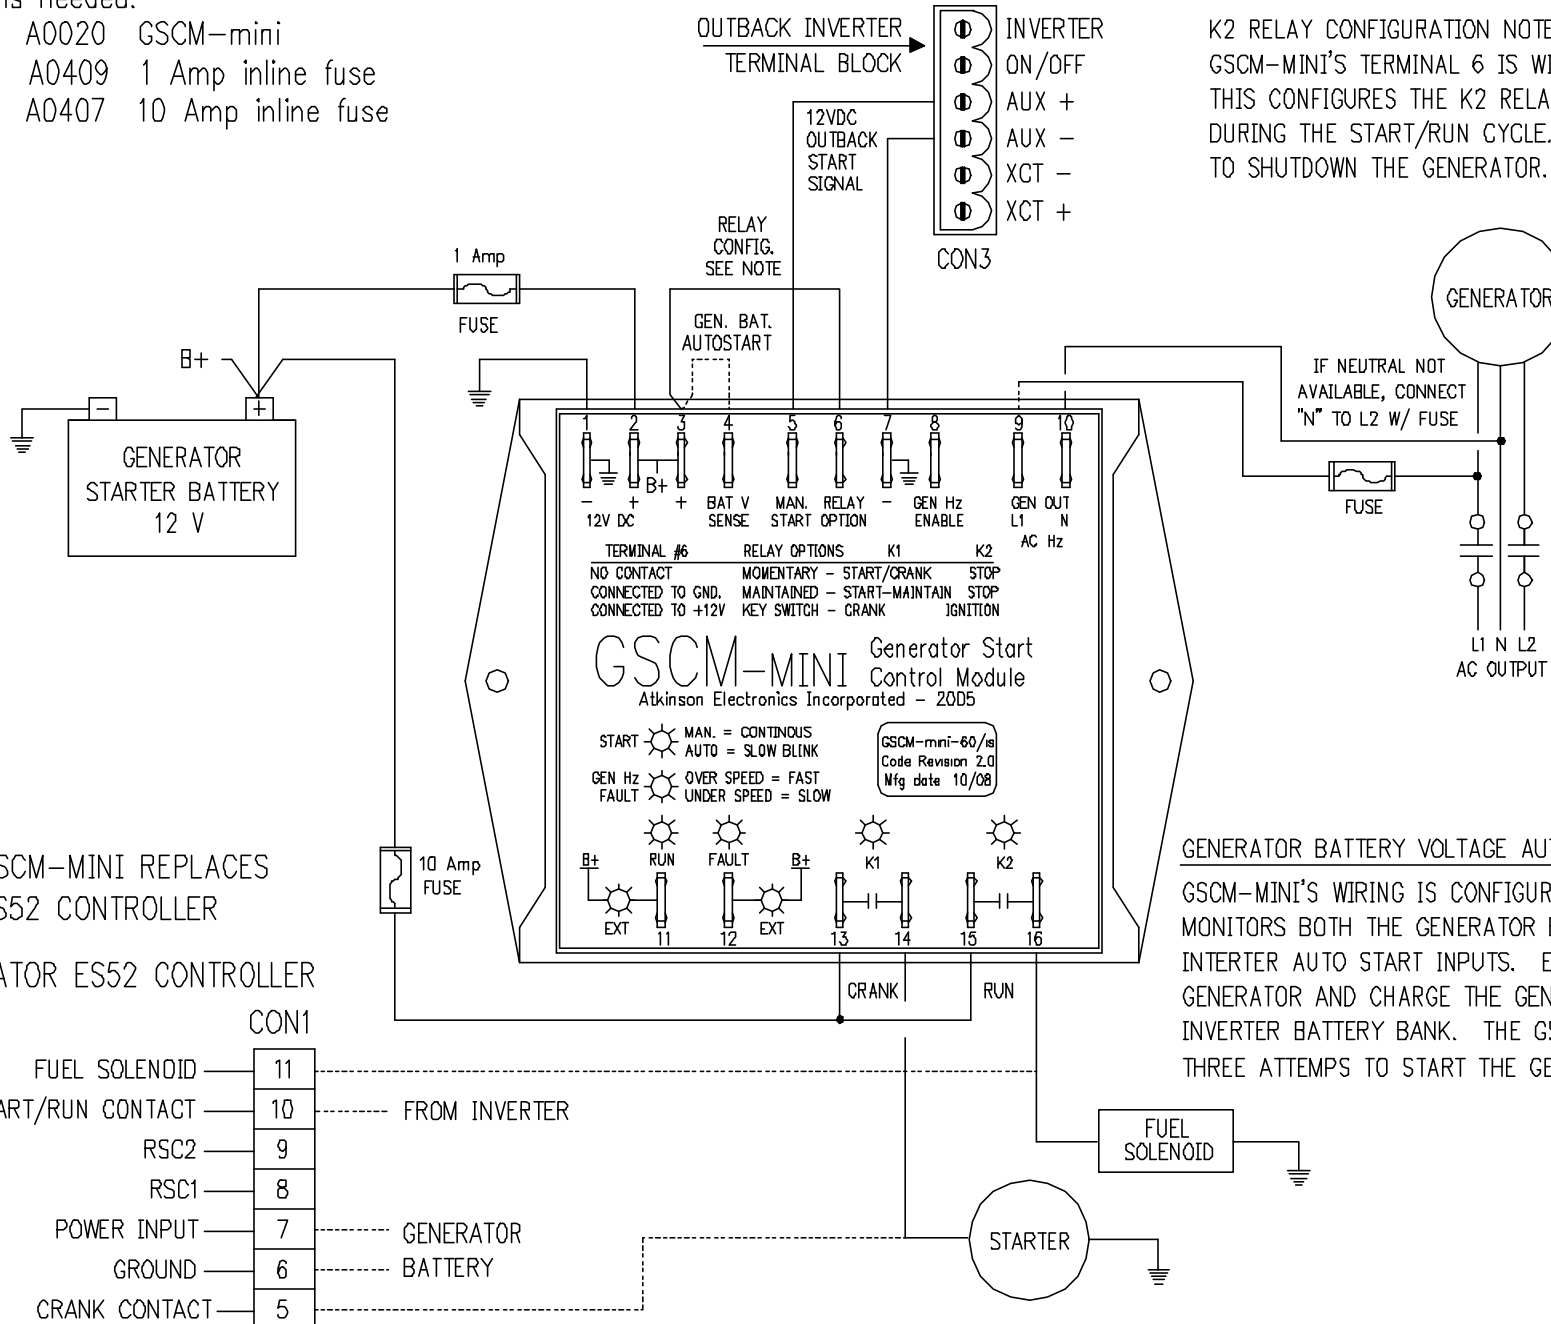 ns needed.
A0020 GSCM-mini
A0409 1 Amp inline fuse
A0407 10 Amp inline fuse
OUTBACK INVERTER
TERMINAL BLOCK
INVERTER
ON/OFF
AUX +
AUX -
XCT -
XCT +
CON3
12VDC
OUTBACK
START
SIGNAL
K2 RELAY CONFIGURATION NOTE
GSCM-MINI'S TERMINAL 6 IS WI
THIS CONFIGURES THE K2 RELA
DURING THE START/RUN CYCLE.
TO SHUTDOWN THE GENERATOR.
RELAY
CONFIG.
SEE NOTE
1 Amp
FUSE
GEN. BAT.
AUTOSTART
B+
- +
GENERATOR
STARTER BATTERY
12 V
GENERATOR
IF NEUTRAL NOT
AVAILABLE, CONNECT
"N" TO L2 W/ FUSE
FUSE
L1 N L2
AC OUTPUT
1 2 3 4 5 6 7 8 9 10
B+
- + + BAT V MAN. RELAY - GEN Hz GEN OUT
12V DC SENSE START OPTION ENABLE L1 N
AC Hz
TERMINAL #6 RELAY OPTIONS K1 K2
NO CONTACT MOMENTARY - START/CRANK STOP
CONNECTED TO GND. MAINTAINED - START-MAINTAIN STOP
CONNECTED TO +12V KEY SWITCH - CRANK IGNITION
GSCM-MINI Generator Start
Control Module
Atkinson Electronics Incorporated - 2005
START MAN. = CONTINOUS
AUTO = SLOW BLINK
GEN Hz OVER SPEED = FAST
FAULT UNDER SPEED = SLOW
GSCM-mini-60/is
Code Revision 2.0
Mfg date 10/08
B+ RUN FAULT B+ K1 K2
EXT 11 12 EXT 13 14 15 16
10 Amp
FUSE
SCM-MINI REPLACES
S52 CONTROLLER
ATOR ES52 CONTROLLER
CON1
FUEL SOLENOID 11
ART/RUN CONTACT 10 FROM INVERTER
RSC2 9
RSC1 8
POWER INPUT 7 GENERATOR
GROUND 6 BATTERY
CRANK CONTACT 5
CRANK RUN
FUEL
SOLENOID
STARTER
GENERATOR BATTERY VOLTAGE AU
GSCM-MINI'S WIRING IS CONFIGUR
MONITORS BOTH THE GENERATOR
INTERTER AUTO START INPUTS. E
GENERATOR AND CHARGE THE GEN
INVERTER BATTERY BANK. THE GS
THREE ATTEMPS TO START THE GE